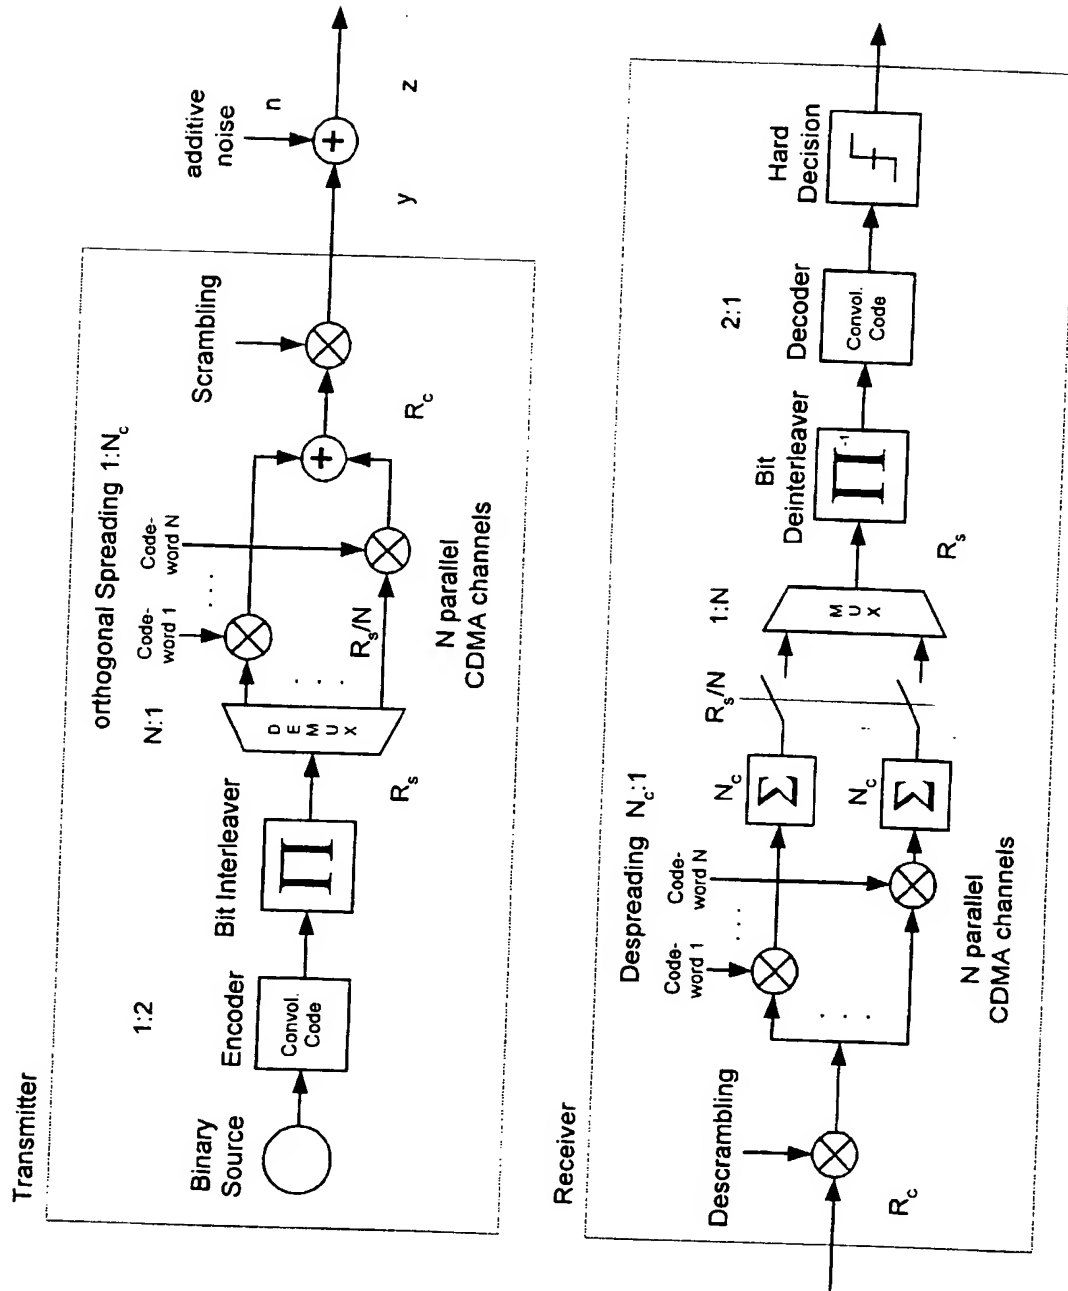 Transmitter
Binary
Source
1:2
Encoder
Convol.
Code
Bit Interleaver
∏
R_s
N:1
D
E
M
U
X
orthogonal Spreading 1:N_c
Code-
word 1
. . .
Code-
word N
. . .
R_s/N
N parallel
CDMA channels
+
R_c
Scrambling
y
additive
noise
n
+
z
Receiver
Descrambling
R_c
Despreading N_c:1
Code-
word 1
. . .
Code-
word N
. . .
N parallel
CDMA channels
N_c
Σ
N_c
Σ
R_s/N
1:N
M
U
X
R_s
Bit
Deinterleaver
∏⁻¹
2:1
Decoder
Convol.
Code
Hard
Decision